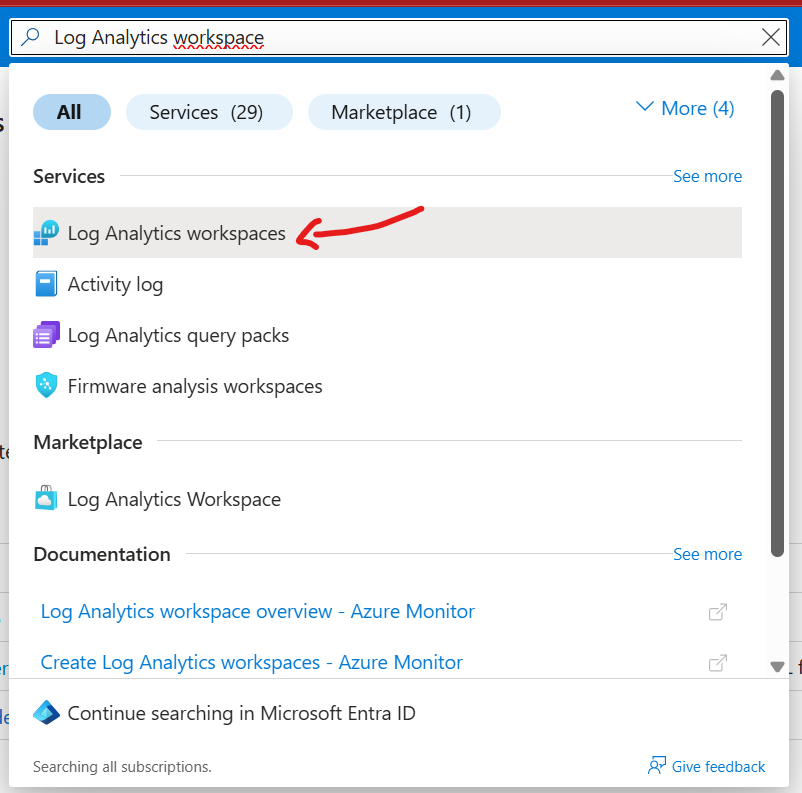 Log Analytics workspace
All Services (29) Marketplace (1) More (4)
Services See more
Log Analytics workspaces
Activity log
Log Analytics query packs
Firmware analysis workspaces
Marketplace
Log Analytics Workspace
Documentation See more
Log Analytics workspace overview - Azure Monitor
Create Log Analytics workspaces - Azure Monitor
Continue searching in Microsoft Entra ID
Searching all subscriptions. Give feedback